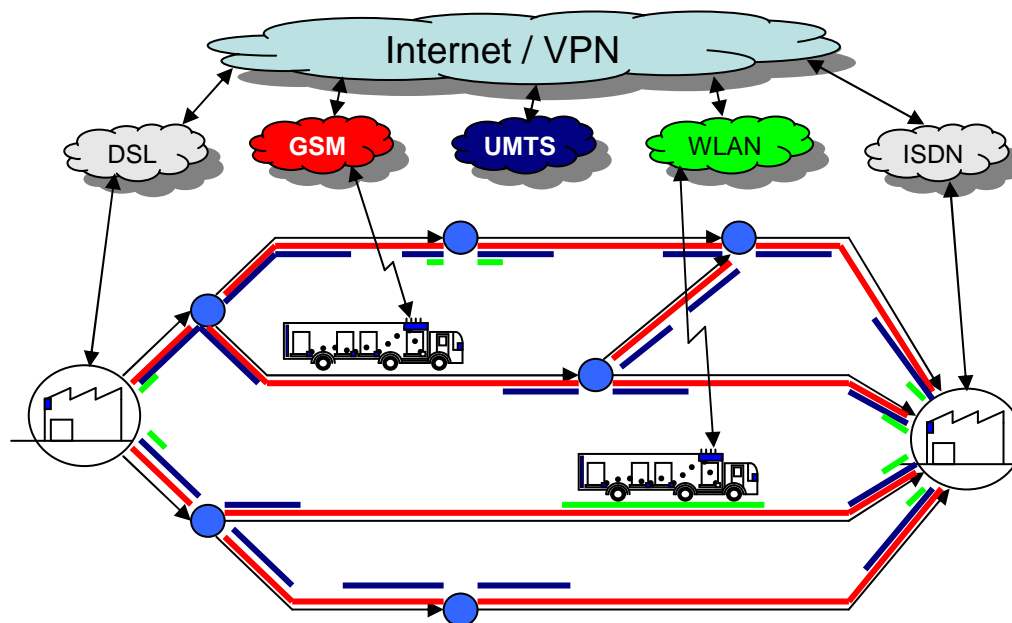 Internet / VPN
DSL
GSM
UMTS
WLAN
ISDN